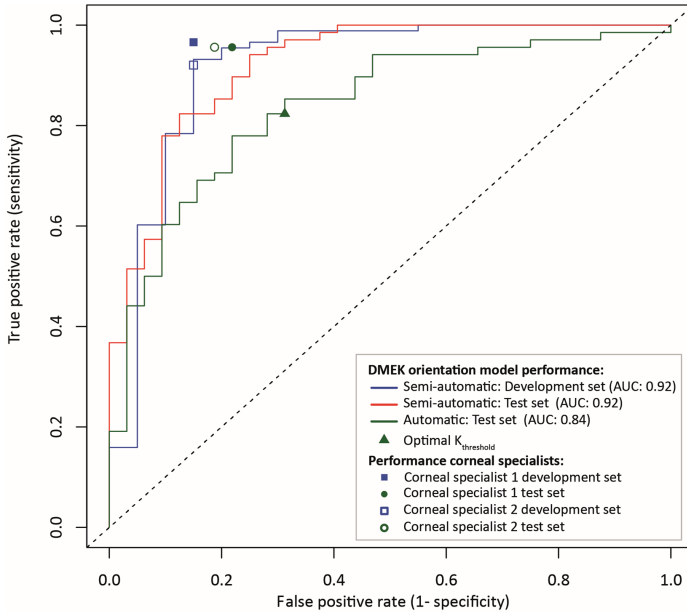 True positive rate (sensitivity)
1.0
0.8
0.6
0.4
0.2
0.0
DMEK orientation model performance:
Semi-automatic: Development set (AUC: 0.92)
Semi-automatic: Test set (AUC: 0.92)
Automatic: Test set (AUC: 0.84)
Optimal Kthreshold
Performance corneal specialists:
Corneal specialist 1 development set
Corneal specialist 1 test set
Corneal specialist 2 development set
Corneal specialist 2 test set
0.0 0.2 0.4 0.6 0.8 1.0
False positive rate (1- specificity)